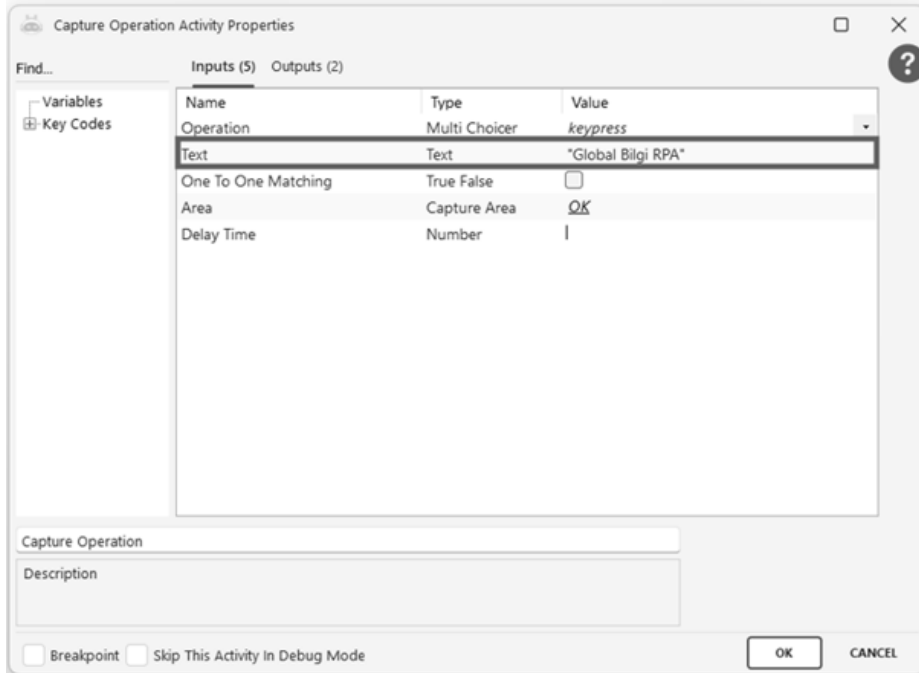 Capture Operation Activity Properties
?
Find...
Inputs (5) Outputs (2)
Variables
Key Codes
Name Type Value
Operation Multi Choicer keypress
Text Text "Global Bilgi RPA"
One To One Matching True False
Area Capture Area OK
Delay Time Number
Capture Operation
Description
Breakpoint Skip This Activity In Debug Mode OK CANCEL